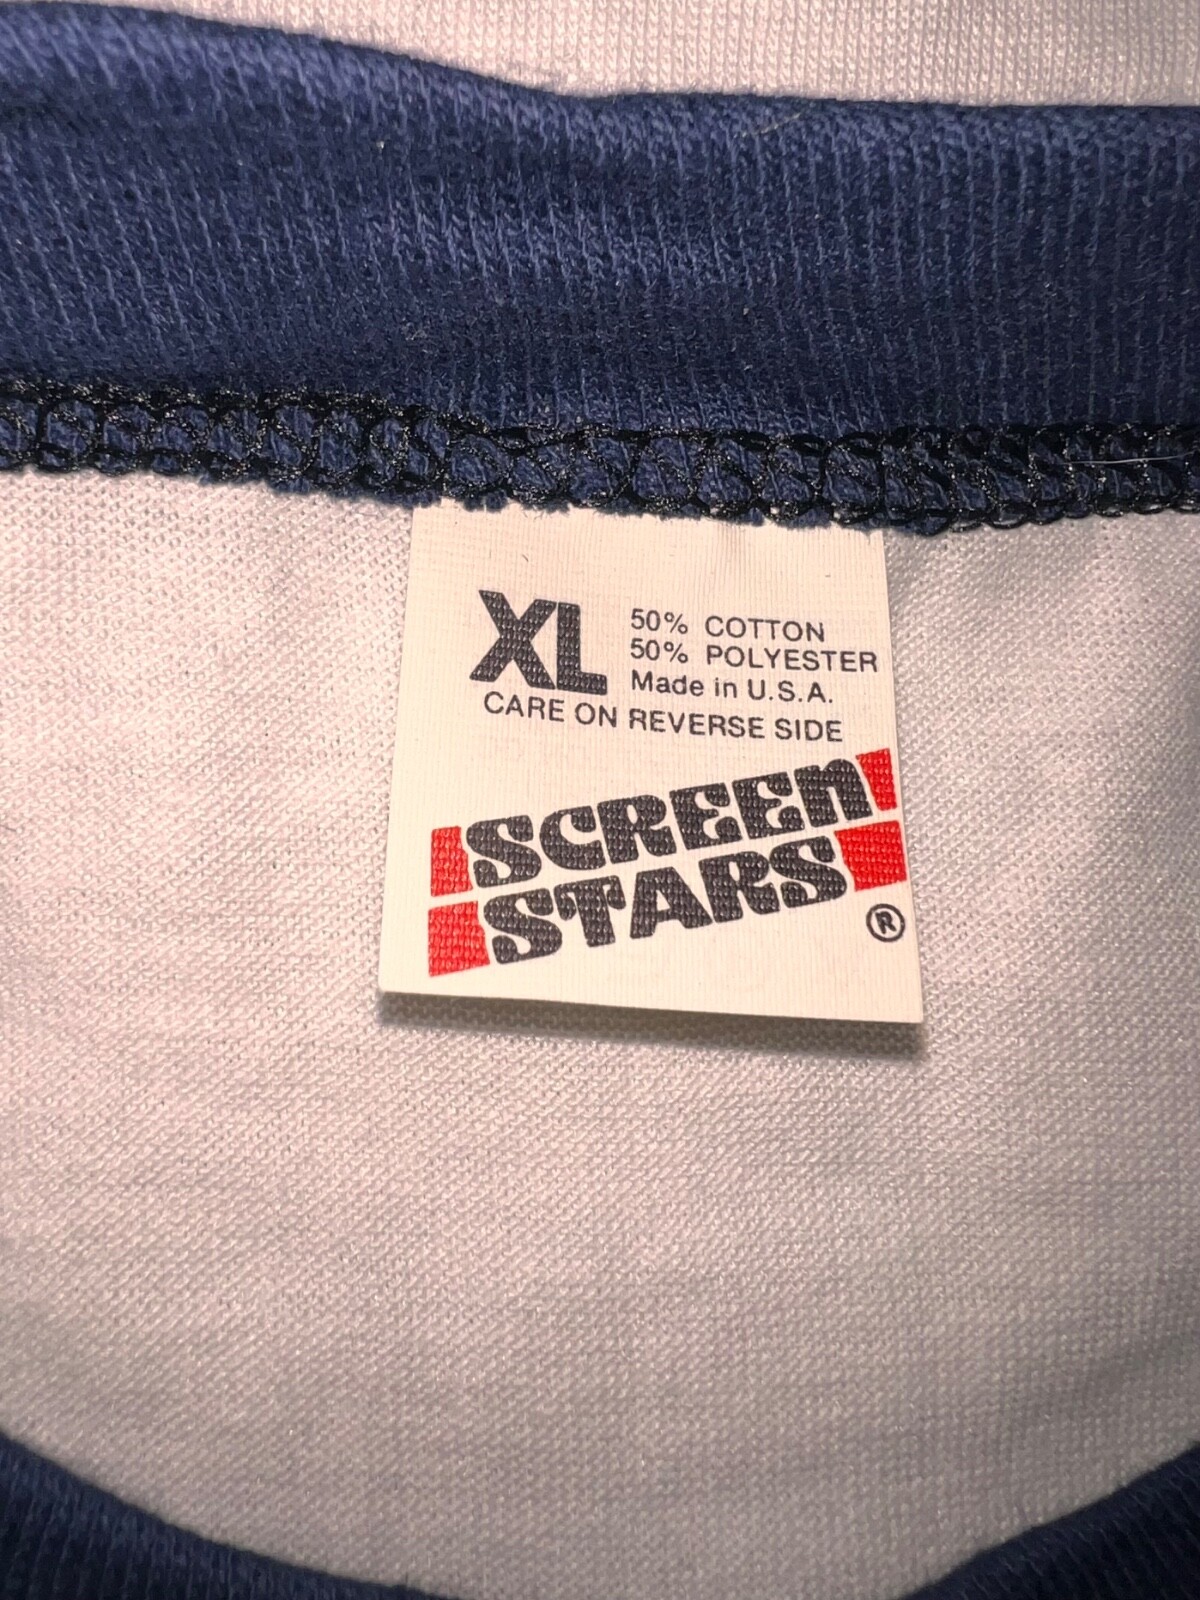 XL
50% COTTON
50% POLYESTER
Made in U.S.A.
CARE ON REVERSE SIDE
SCREEN
STARS
®